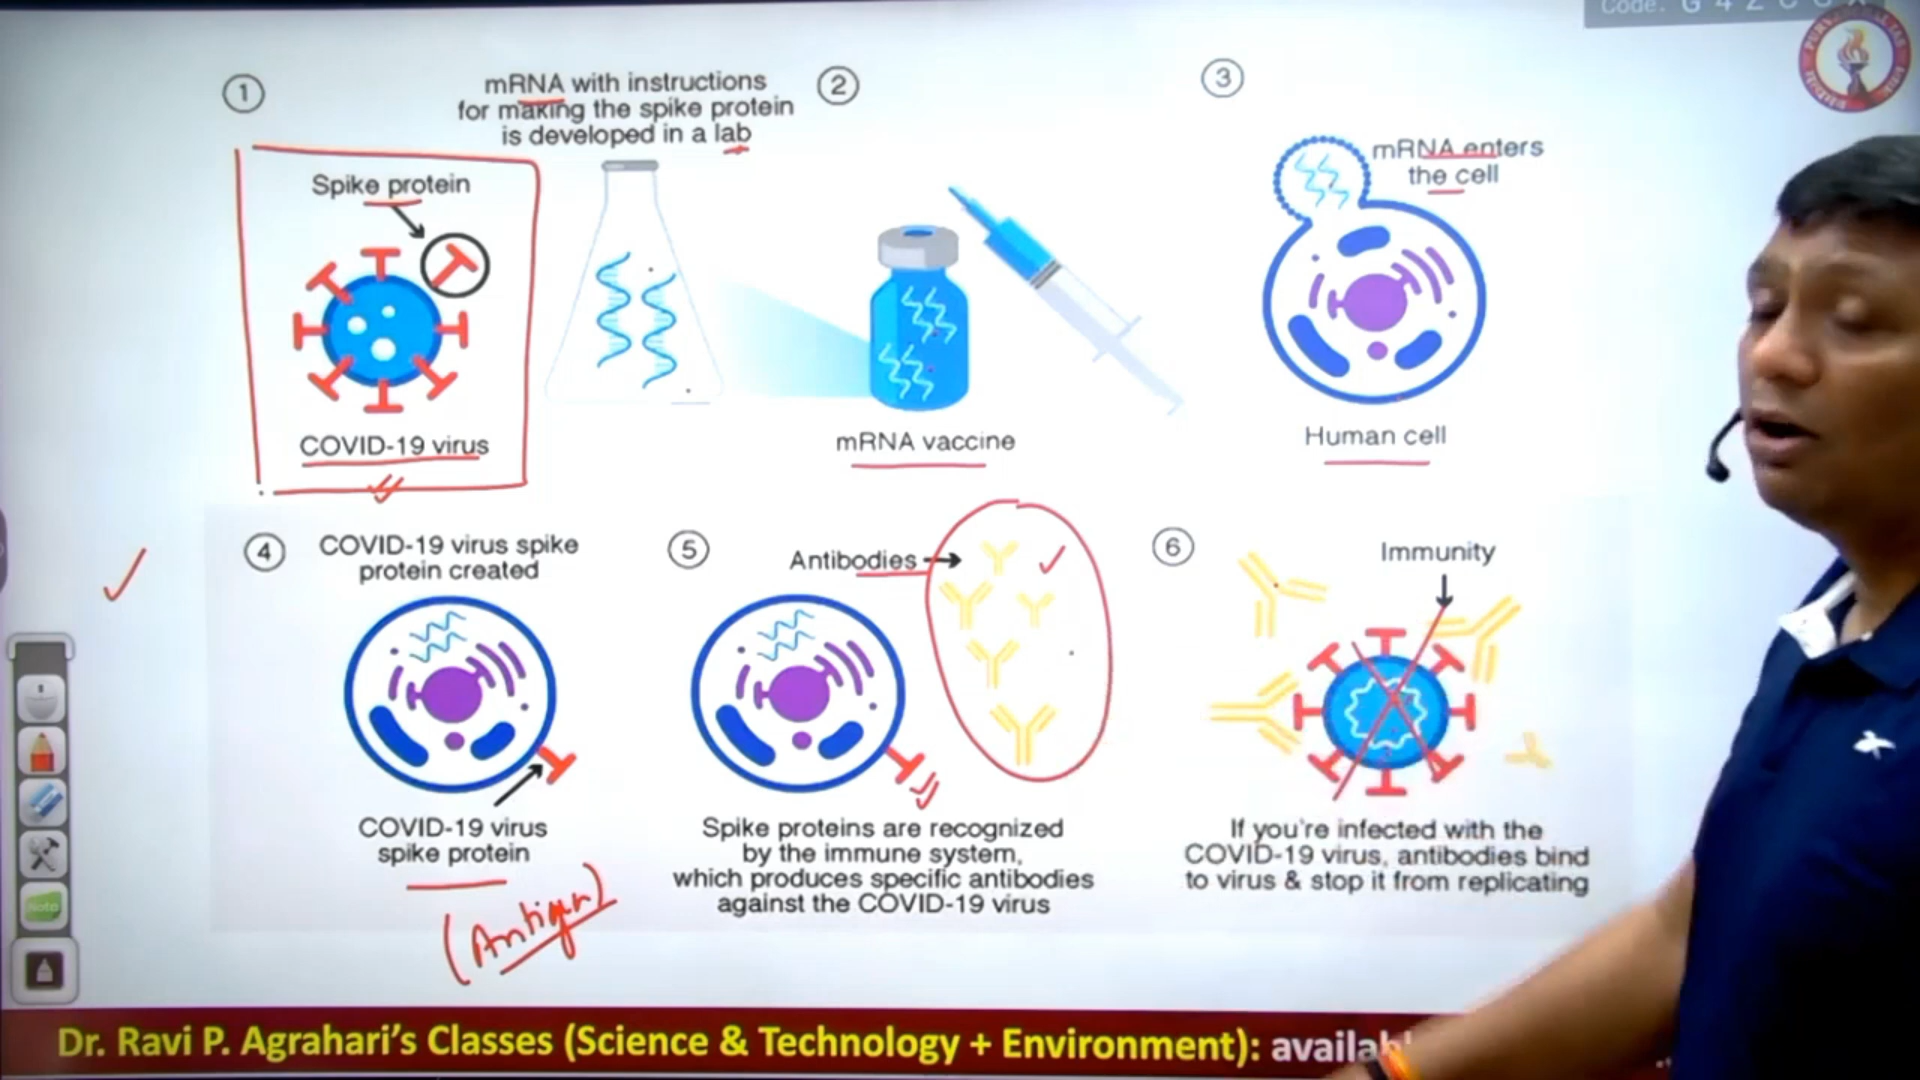 Code: G 4 Z
1
mRNA with instructions
for making the spike protein
is developed in a lab
2
3
Spike protein
mRNA enters
the cell
COVID-19 virus
mRNA vaccine
Human cell
4
COVID-19 virus spike
protein created
5
Antibodies
6
Immunity
COVID-19 virus
spike protein
(Antigen)
Spike proteins are recognized
by the immune system,
which produces specific antibodies
against the COVID-19 virus
If you're infected with the
COVID-19 virus, antibodies bind
to virus & stop it from replicating
Note
Dr. Ravi P. Agrahari's Classes (Science & Technology + Environment):